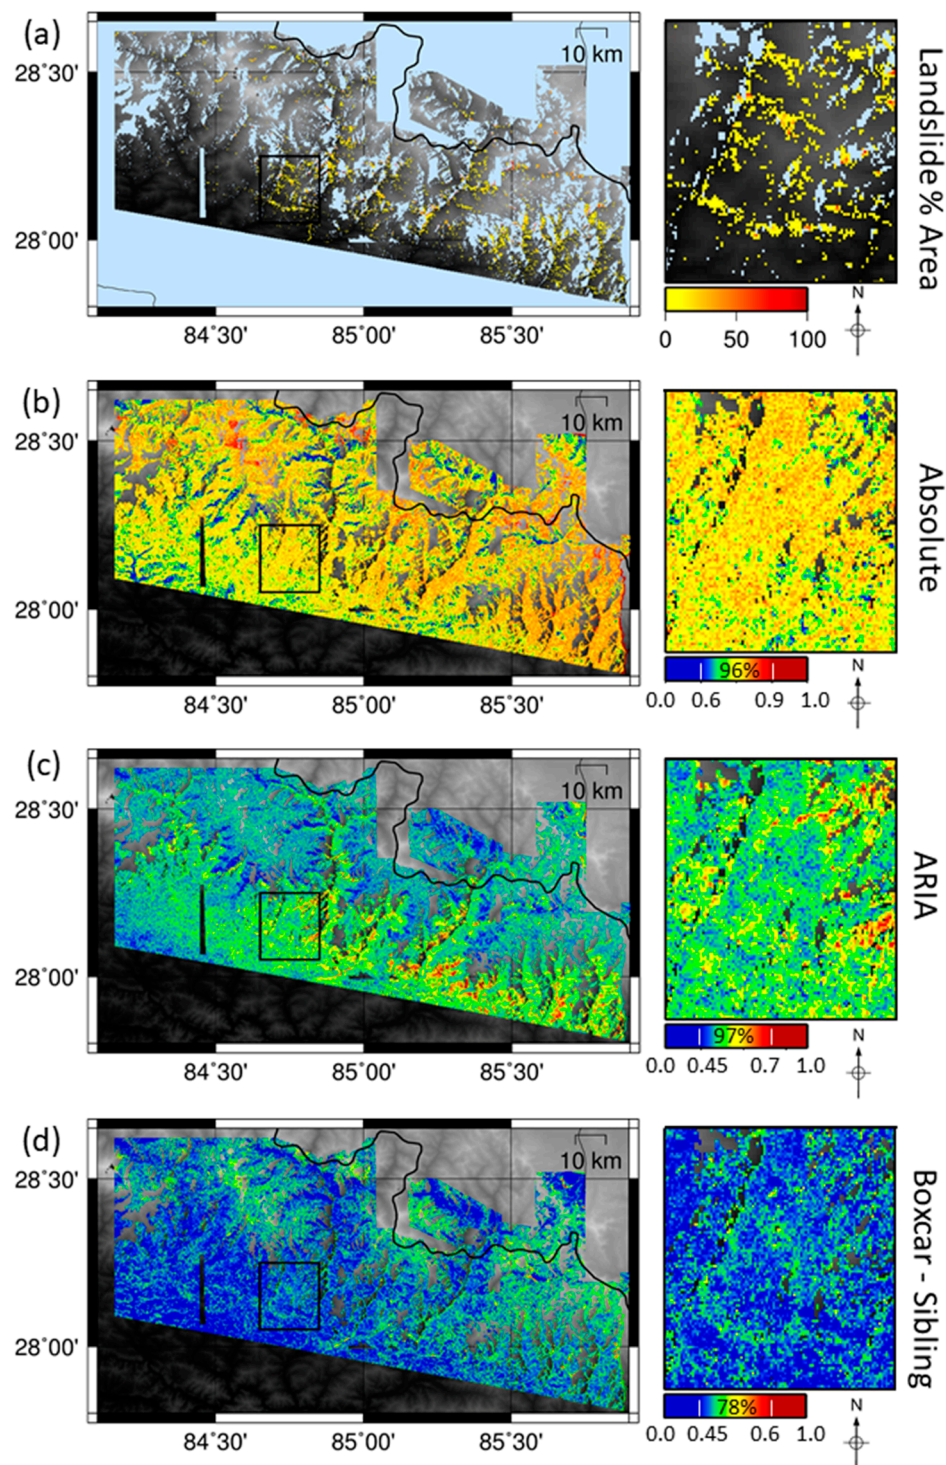 (a)
10 km
28°30'
28°00'
84°30'
85°00'
85°30'
Landslide % Area
0
50
100
N
(b)
10 km
28°30'
28°00'
84°30'
85°00'
85°30'
Absolute
96%
0.0
0.6
0.9
1.0
N
(c)
10 km
28°30'
28°00'
84°30'
85°00'
85°30'
ARIA
97%
0.0
0.45
0.7
1.0
N
(d)
10 km
28°30'
28°00'
84°30'
85°00'
85°30'
Boxcar - Sibling
78%
0.0
0.45
0.6
1.0
N